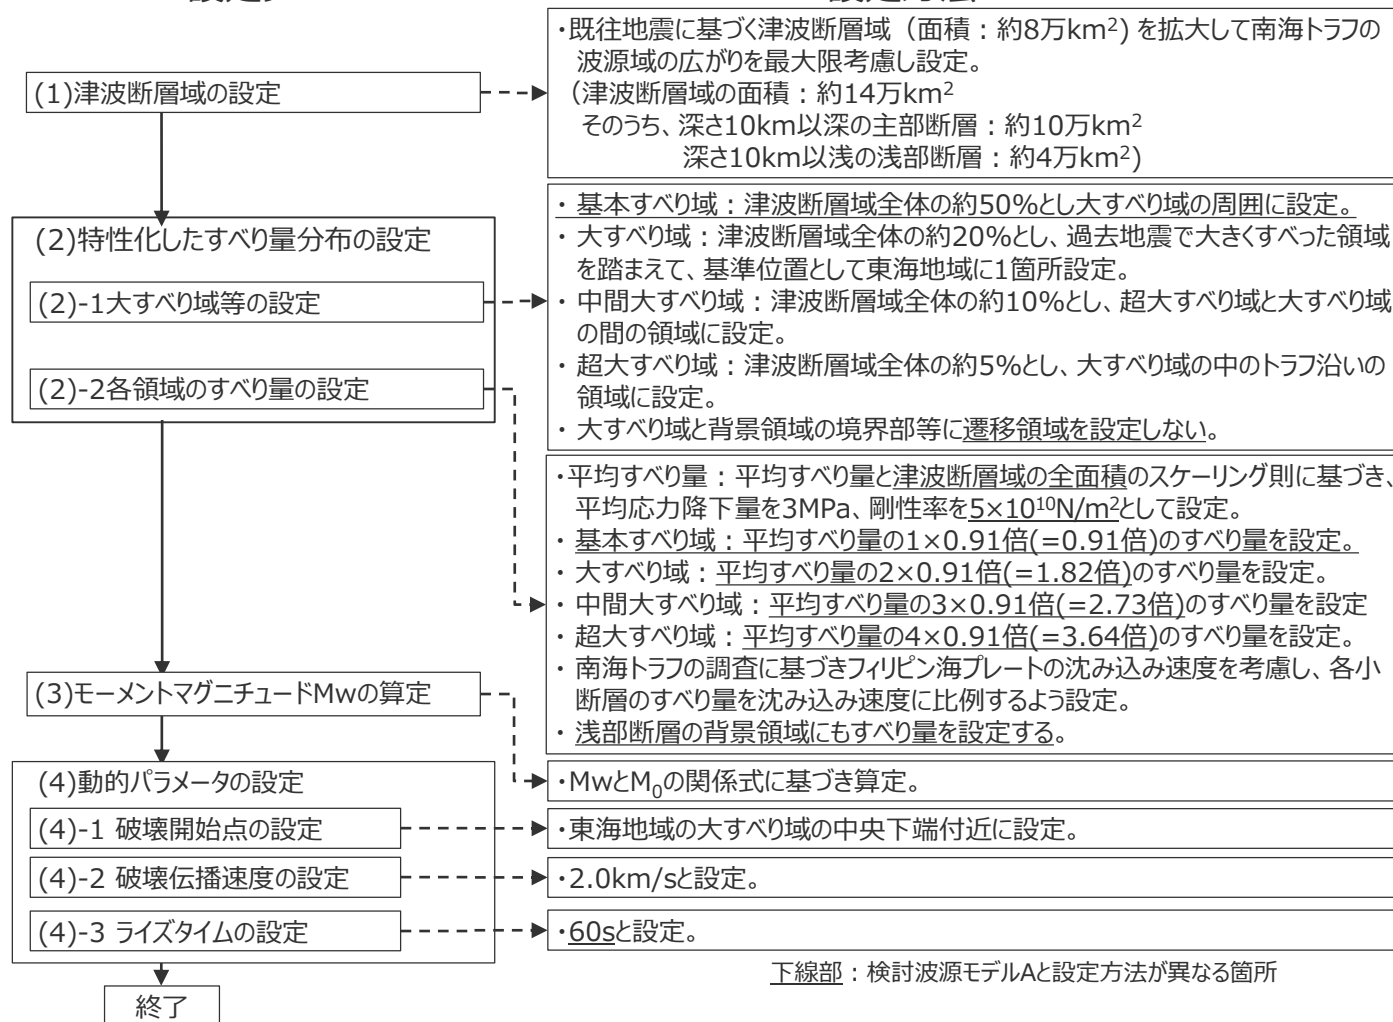 ・既往地震に基づく津波断層域（面積：約8万km²) を拡大して南海トラフの
波源域の広がりを最大限考慮し設定。
（津波断層域の面積：約14万km²
そのうち、深さ10km以深の主部断層：約10万km²
深さ10km以浅の浅部断層：約4万km²)
(1)津波断層域の設定
(2)特性化したすべり量分布の設定
(2)-1大すべり域等の設定
(2)-2各領域のすべり量の設定
・ 基本すべり域：津波断層域全体の約50%とし大すべり域の周囲に設定。
・ 大すべり域：津波断層域全体の約20%とし、過去地震で大きくすべった領域
を踏まえて、基準位置として東海地域に1箇所設定。
・ 中間大すべり域：津波断層域全体の約10%とし、超大すべり域と大すべり域
の間の領域に設定。
・ 超大すべり域：津波断層域全体の約5%とし、大すべり域の中のトラフ沿いの
領域に設定。
・ 大すべり域と背景領域の境界部等に遷移領域を設定しない。
・平均すべり量：平均すべり量と津波断層域の全面積のスケーリング則に基づき、
平均応力降下量を3MPa、剛性率を5×10¹⁰N/m²として設定。
・ 基本すべり域：平均すべり量の1×0.91倍(=0.91倍)のすべり量を設定。
・ 大すべり域：平均すべり量の2×0.91倍(=1.82倍)のすべり量を設定。
・ 中間大すべり域：平均すべり量の3×0.91倍(=2.73倍)のすべり量を設定
・ 超大すべり域：平均すべり量の4×0.91倍(=3.64倍)のすべり量を設定。
・ 南海トラフの調査に基づきフィリピン海プレートの沈み込み速度を考慮し、各小
断層のすべり量を沈み込み速度に比例するよう設定。
・ 浅部断層の背景領域にもすべり量を設定する。
(3)モーメントマグニチュードMwの算定
・MwとM₀の関係式に基づき算定。
(4)動的パラメータの設定
(4)-1 破壊開始点の設定
・東海地域の大すべり域の中央下端付近に設定。
(4)-2 破壊伝播速度の設定
・2.0km/sと設定。
(4)-3 ライズタイムの設定
・60sと設定。
下線部：検討波源モデルAと設定方法が異なる箇所
終了